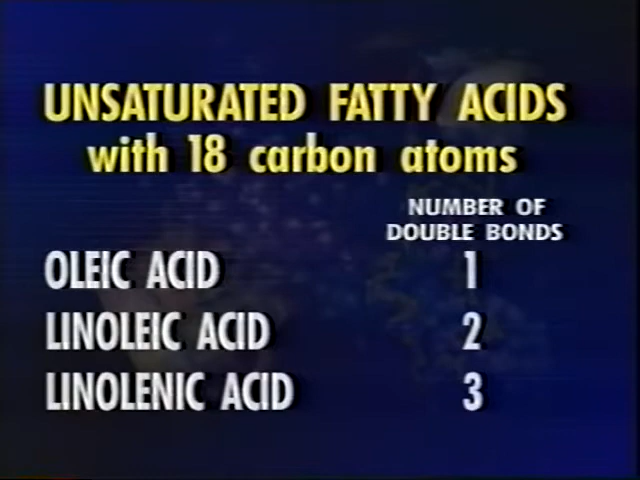 UNSATURATED FATTY ACIDS
with 18 carbon atoms
NUMBER OF
DOUBLE BONDS
OLEIC ACID 1
LINOLEIC ACID 2
LINOLENIC ACID 3